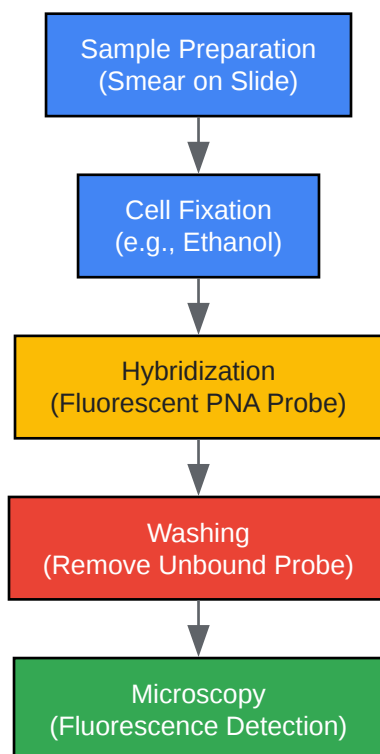 Sample Preparation
(Smear on Slide)
Cell Fixation
(e.g., Ethanol)
Hybridization
(Fluorescent PNA Probe)
Washing
(Remove Unbound Probe)
Microscopy
(Fluorescence Detection)